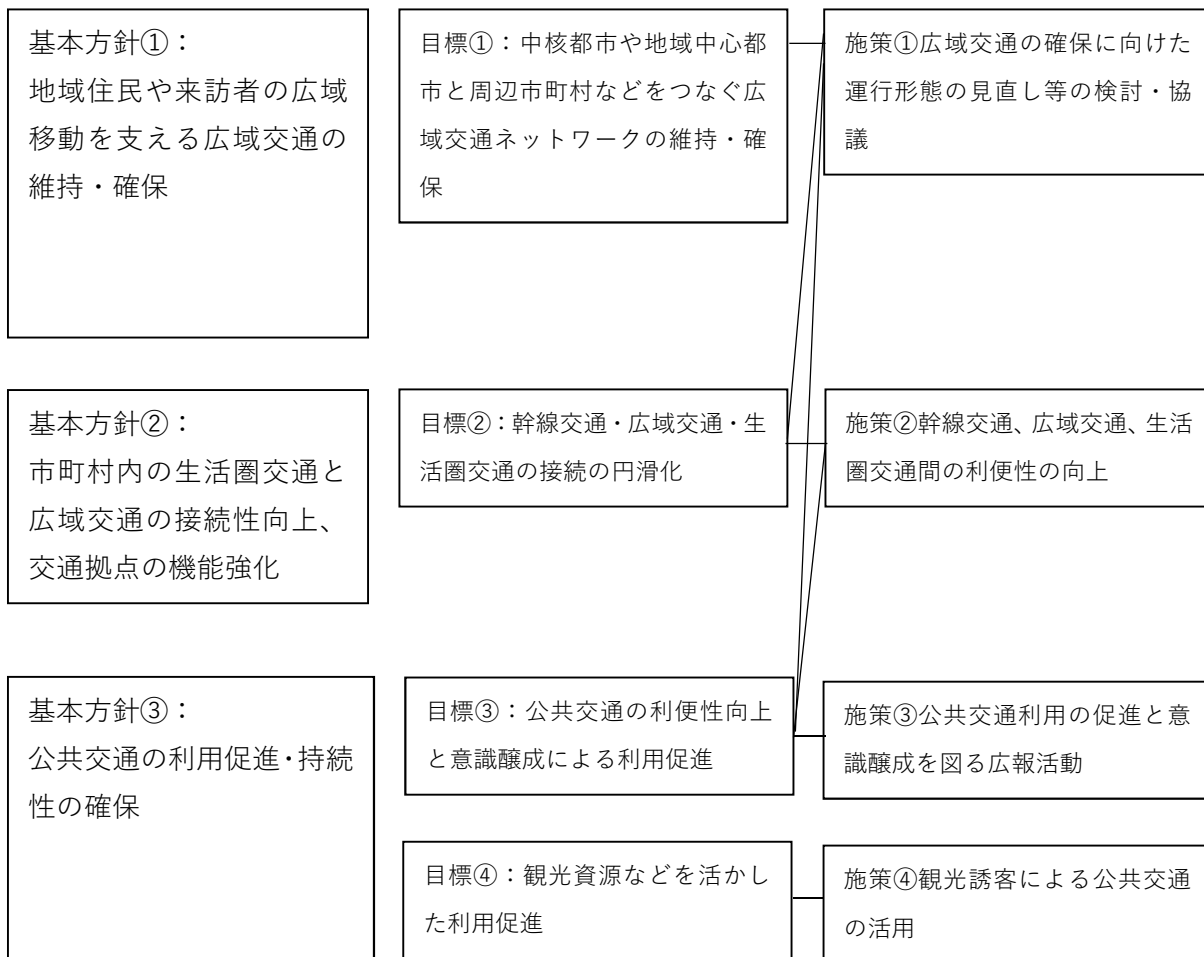 基本方針①：
地域住民や来訪者の広域
移動を支える広域交通の
維持・確保
目標①：中核都市や地域中心都
市と周辺市町村などをつなぐ広
域交通ネットワークの維持・確
保
施策①広域交通の確保に向けた
運行形態の見直し等の検討・協
議
基本方針②：
市町村内の生活圏交通と
広域交通の接続性向上、
交通拠点の機能強化
目標②：幹線交通・広域交通・生
活圏交通の接続の円滑化
施策②幹線交通、広域交通、生活
圏交通間の利便性の向上
基本方針③：
公共交通の利用促進・持続
性の確保
目標③：公共交通の利便性向上
と意識醸成による利用促進
施策③公共交通利用の促進と意
識醸成を図る広報活動
目標④：観光資源などを活かし
た利用促進
施策④観光誘客による公共交通
の活用